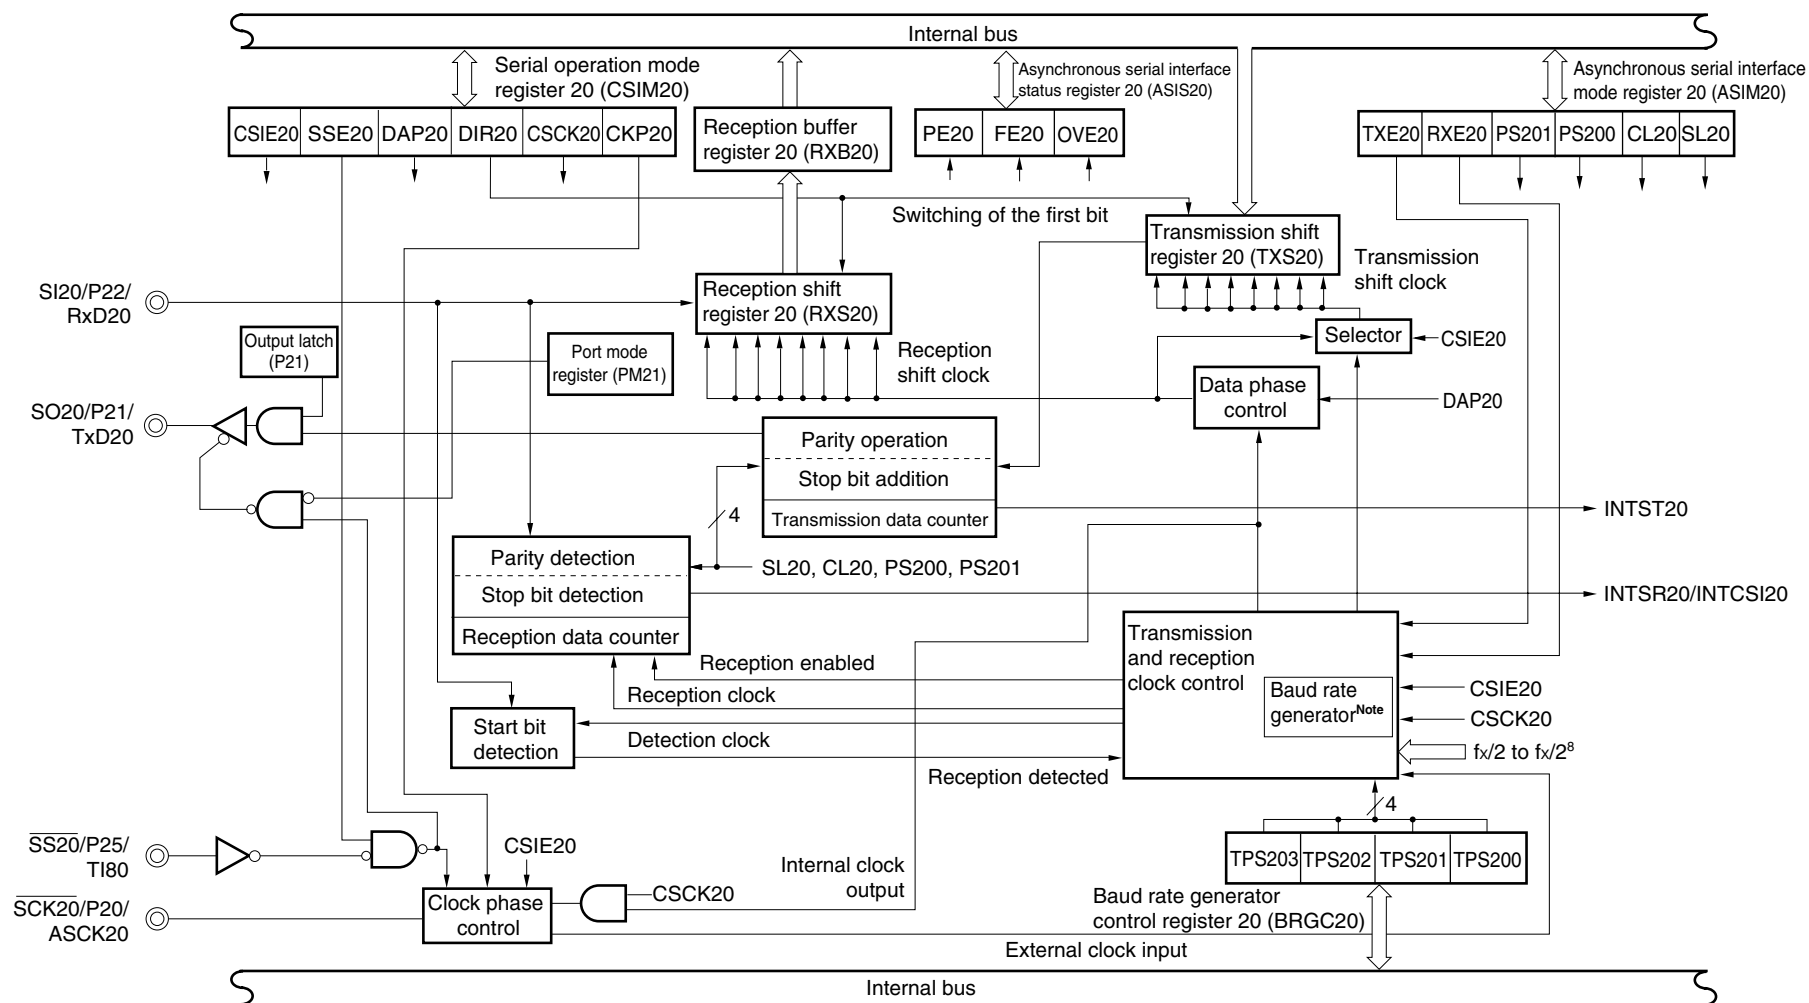 Internal bus
Serial operation mode
register 20 (CSIM20)
Asynchronous serial interface
status register 20 (ASIS20)
Asynchronous serial interface
mode register 20 (ASIM20)
CSIE20 SSE20 DAP20 DIR20 CSCK20 CKP20
Reception buffer
register 20 (RXB20)
PE20 FE20 OVE20
TXE20 RXE20 PS201 PS200 CL20 SL20
Switching of the first bit
Transmission shift
register 20 (TXS20)
Transmission
shift clock
SI20/P22/
RxD20
Reception shift
register 20 (RXS20)
Output latch
(P21)
Port mode
register (PM21)
Reception
shift clock
Selector
CSIE20
Data phase
control
DAP20
SO20/P21/
TxD20
Parity operation
Stop bit addition
Transmission data counter
4
INTST20
Parity detection
Stop bit detection
Reception data counter
SL20, CL20, PS200, PS201
INTSR20/INTCSI20
Transmission
and reception
clock control
Reception enabled
Reception clock
Baud rate
generatorNote
CSIE20
CSCK20
fx/2 to fx/2⁸
Start bit
detection
Detection clock
Reception detected
4
TPS203 TPS202 TPS201 TPS200
SS20/P25/
TI80
CSIE20
Internal clock
output
CSCK20
SCK20/P20/
ASCK20
Clock phase
control
Baud rate generator
control register 20 (BRGC20)
External clock input
Internal bus